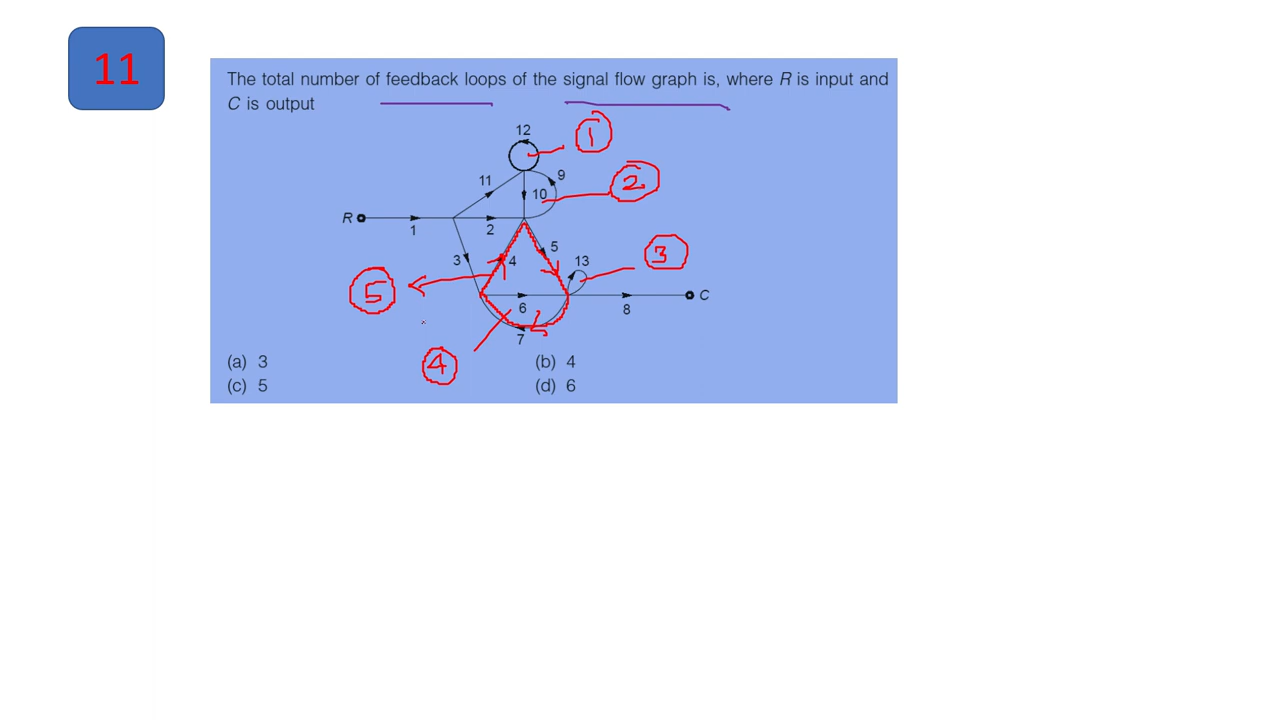 11
The total number of feedback loops of the signal flow graph is, where R is input and
C is output
12
1
11
9
2
10
R
1
2
3
4
5
13
3
5
6
8
C
7
4
(a) 3
(b) 4
(c) 5
(d) 6